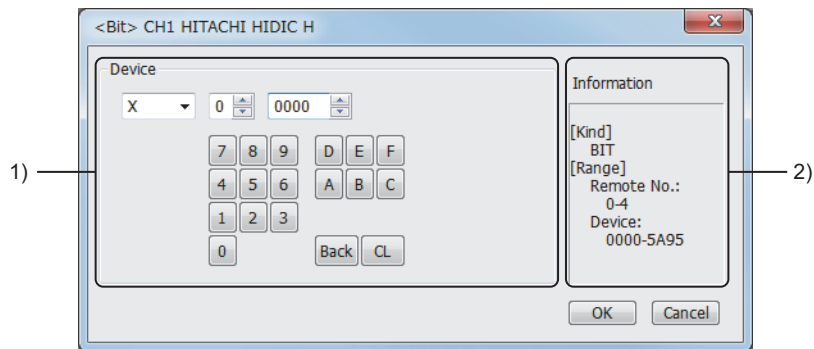 <Bit> CH1 HITACHI HIDIC H
x
Device
X 0 0000
7 8 9 D E F
4 5 6 A B C
1 2 3
0 Back CL
Information
[Kind]
BIT
[Range]
Remote No.:
0-4
Device:
0000-5A95
OK Cancel
1)
2)